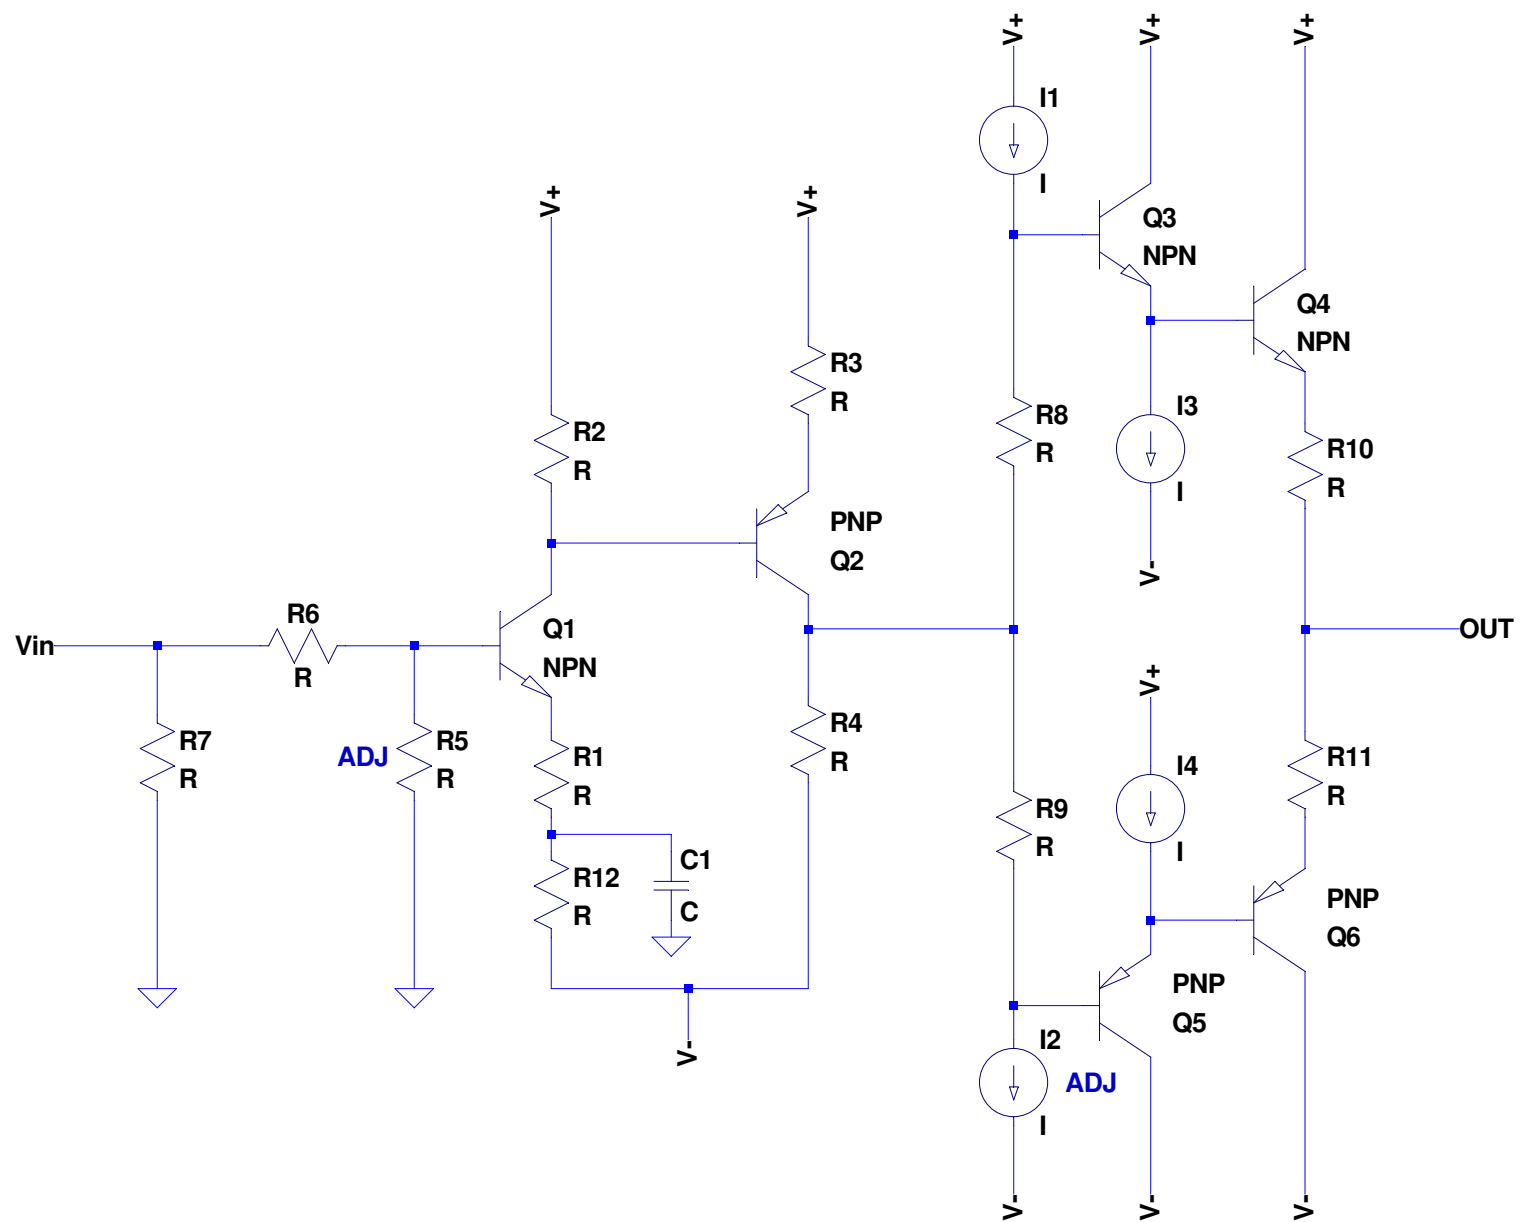 V+
V+
V+
I1
I
V+
V+
Q3
NPN
Q4
NPN
R3
R
R2
R
R8
R
I3
I
R10
R
PNP
Q2
V-
R6
R
Vin
Q1
NPN
OUT
V+
R7
R
ADJ
R5
R
R1
R
R4
R
R9
R
I4
I
R11
R
R12
R
C1
C
PNP
Q6
PNP
Q5
V-
I2
ADJ
I
V-
V-
V-